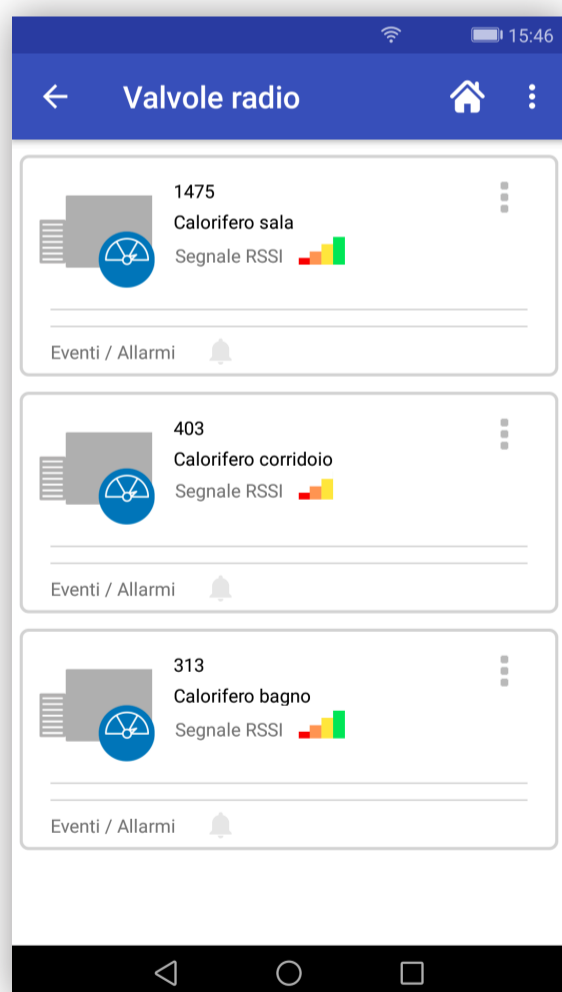 15:46
Valvole radio
1475
Calorifero sala
Segnale RSSI
Eventi / Allarmi
403
Calorifero corridoio
Segnale RSSI
Eventi / Allarmi
313
Calorifero bagno
Segnale RSSI
Eventi / Allarmi